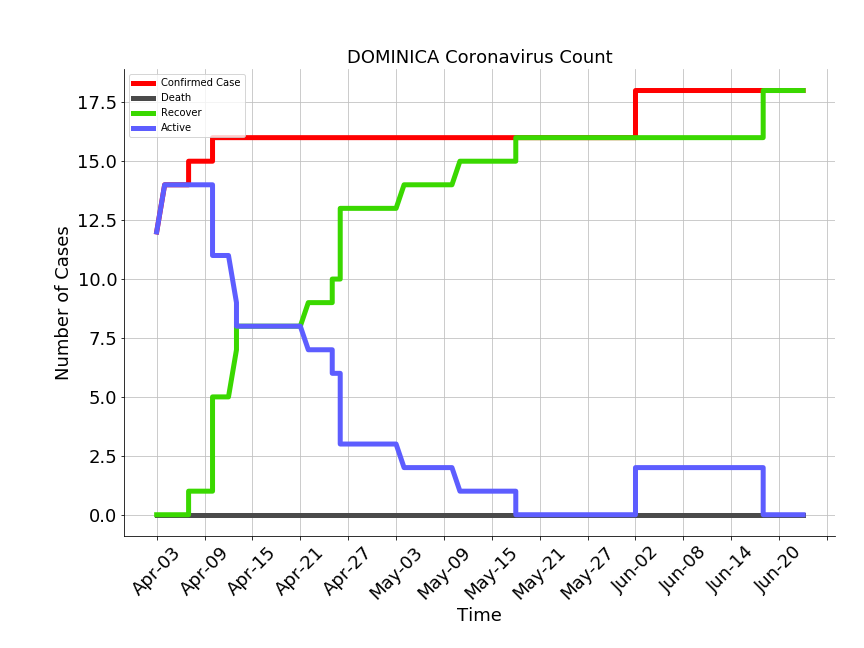 DOMINICA Coronavirus Count
Confirmed Case
Death
Recover
Active
Number of Cases
17.5
15.0
12.5
10.0
7.5
5.0
2.5
0.0
Apr-03
Apr-09
Apr-15
Apr-21
Apr-27
May-03
May-09
May-15
May-21
May-27
Jun-02
Jun-08
Jun-14
Jun-20
Time